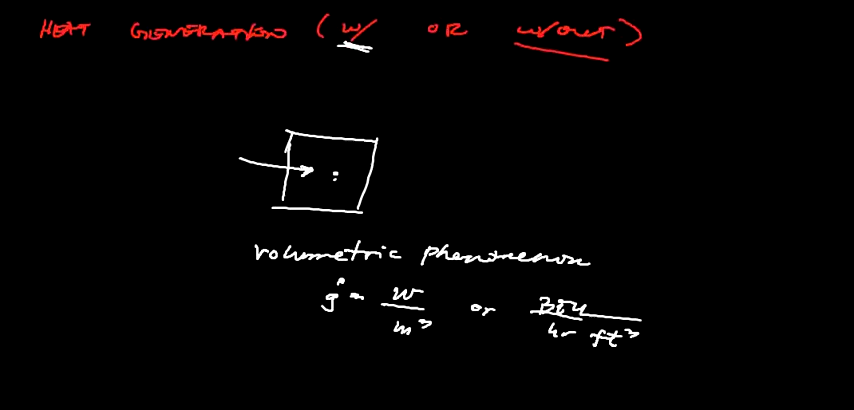 HEAT GENERATION (w/ OR w/out)
volumetric phenomenon
ġ = W/m³ or BTU/hr ft³